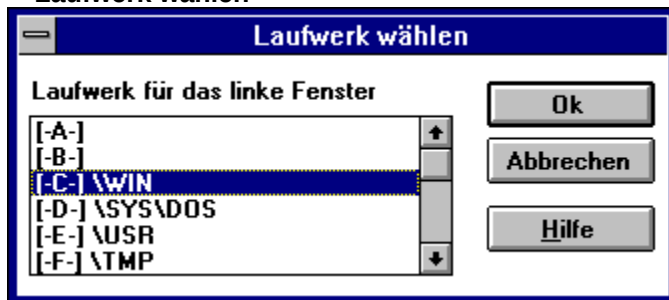 Laufwerk wählen
Laufwerk für das linke Fenster
[-A-]
[-B-]
[-C-] \WIN
[-D-] \SYS\DOS
[-E-] \USR
[-F-] \TMP
Ok
Abbrechen
Hilfe